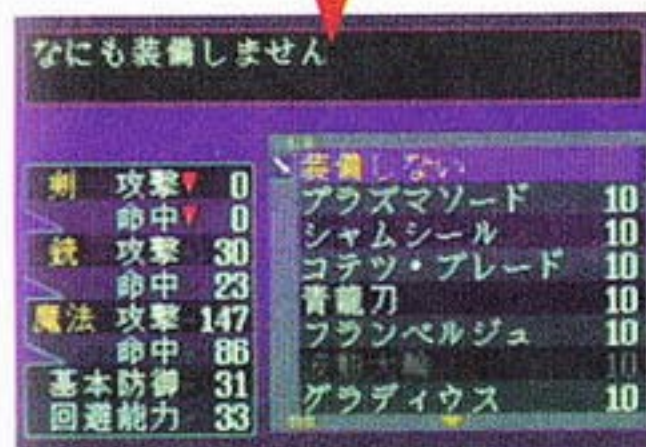 なにも装備しません
剣 攻撃▼ 0
命中▼ 0
銃 攻撃 30
命中 23
魔法 攻撃 147
命中 86
基本防御 31
回避能力 33
装備しない
プラズマソード 10
シャムシール 10
コテツ・ブレード 10
青龍刀 10
フランベルジュ 10
10
グラディウス 10